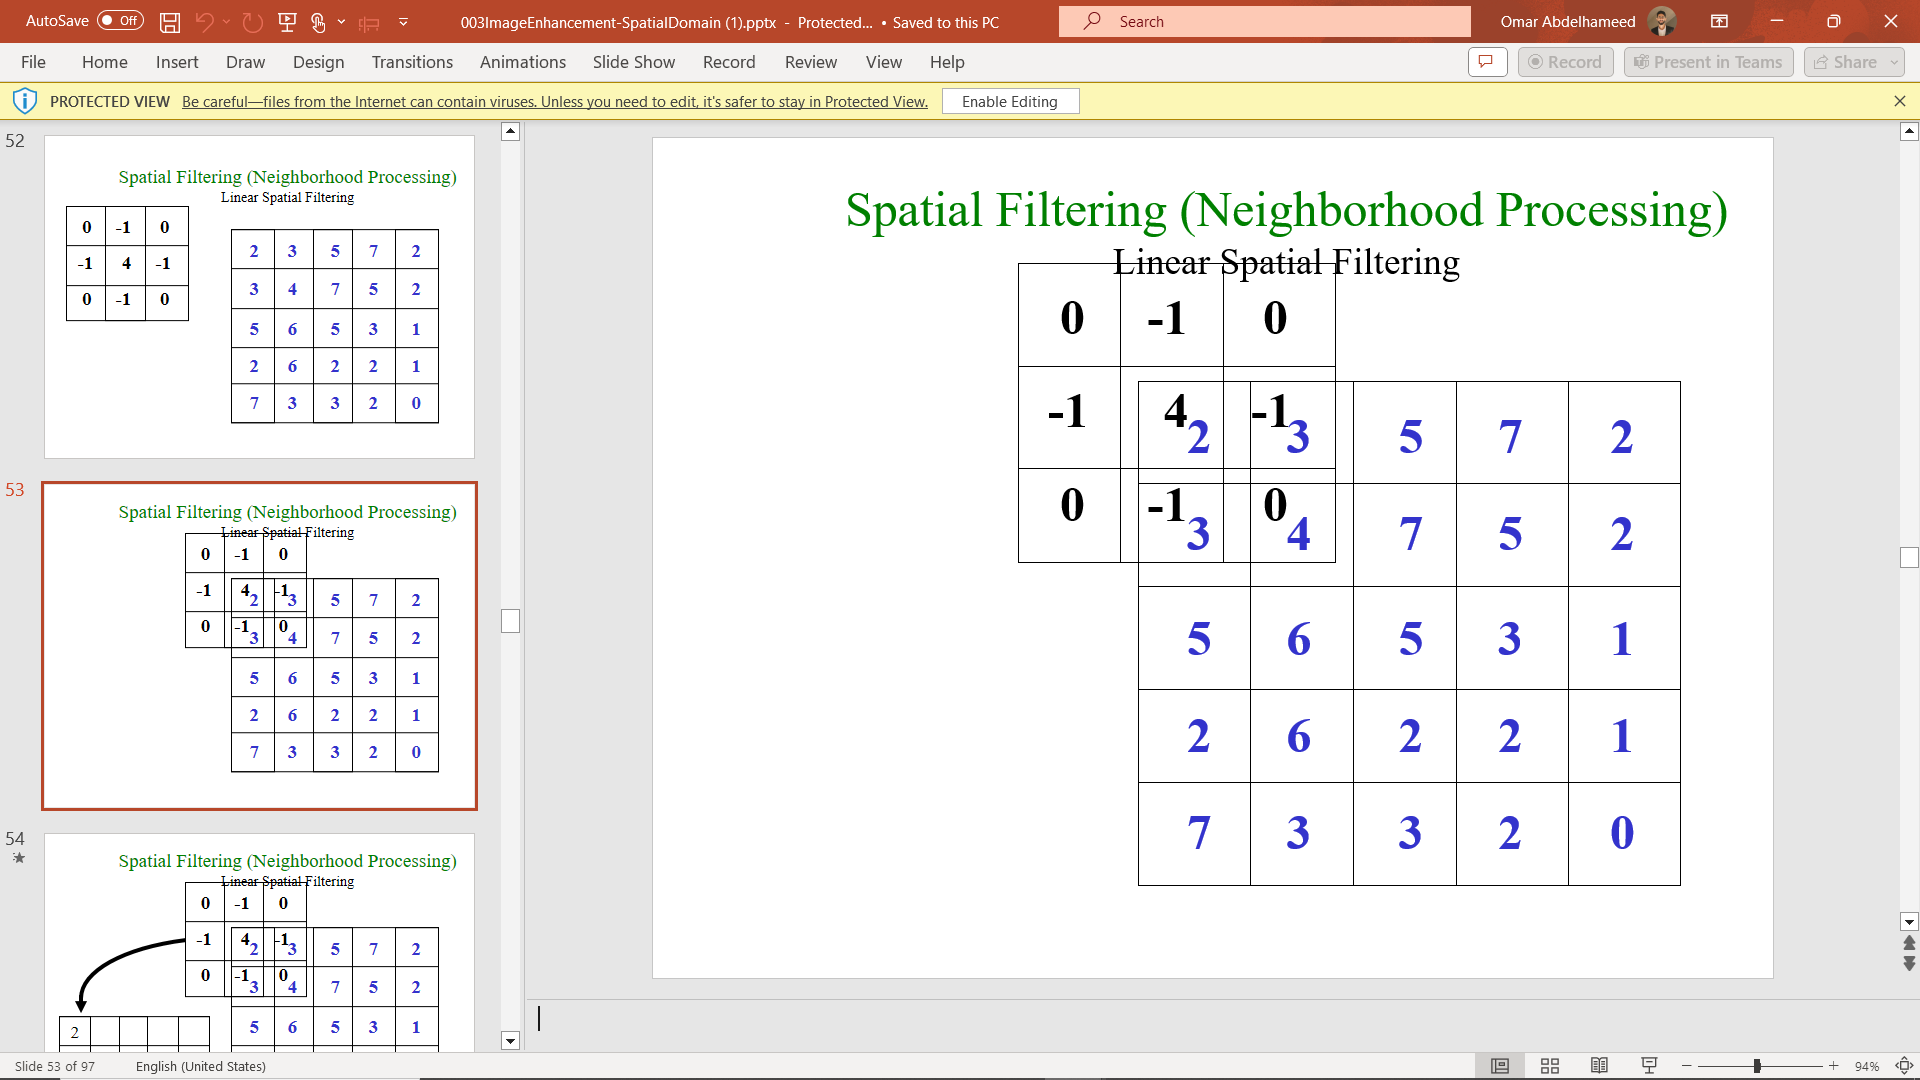 AutoSave Off 003ImageEnhancement-SpatialDomain (1).pptx - Protected... • Saved to this PC Search Omar Abdelhameed
File Home Insert Draw Design Transitions Animations Slide Show Record Review View Help Record Present in Teams Share
PROTECTED VIEW Be careful—files from the Internet can contain viruses. Unless you need to edit, it's safer to stay in Protected View. Enable Editing
52
Spatial Filtering (Neighborhood Processing)
Linear Spatial Filtering
0 -1 0
-1 4 -1
0 -1 0
2 3 5 7 2
3 4 7 5 2
5 6 5 3 1
2 6 2 2 1
7 3 3 2 0
53
Spatial Filtering (Neighborhood Processing)
Linear Spatial Filtering
0 -1 0
-1 4 -1
0 -1 0
2 3 5 7 2
3 4 7 5 2
5 6 5 3 1
2 6 2 2 1
7 3 3 2 0
54
Spatial Filtering (Neighborhood Processing)
Linear Spatial Filtering
0 -1 0
-1 4 -1
0 -1 0
2 3 5 7 2
3 4 7 5 2
5 6 5 3 1
2
Spatial Filtering (Neighborhood Processing)
Linear Spatial Filtering
0 -1 0
-1 4 -1
0 -1 0
2 3 5 7 2
3 4 7 5 2
5 6 5 3 1
2 6 2 2 1
7 3 3 2 0
Slide 53 of 97 English (United States) 94%